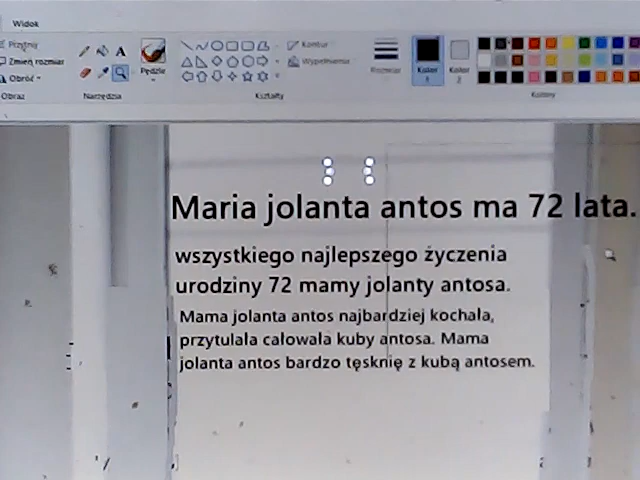 Widok
Przytnij
Zmień rozmiar
Obróć
Obraz
Narzędzia
A
Pędzle
Kształty
Kontur
Wypełnienie
Rozmiar
Kolor 1
Kolor 2
Kolory
Maria jolanta antos ma 72 lata.
wszystkiego najlepszego życzenia
urodziny 72 mamy jolanty antosa.
Mama jolanta antos najbardziej kochała,
przytulala całowała kuby antosa. Mama
jolanta antos bardzo tęsknię z kubą antosem.